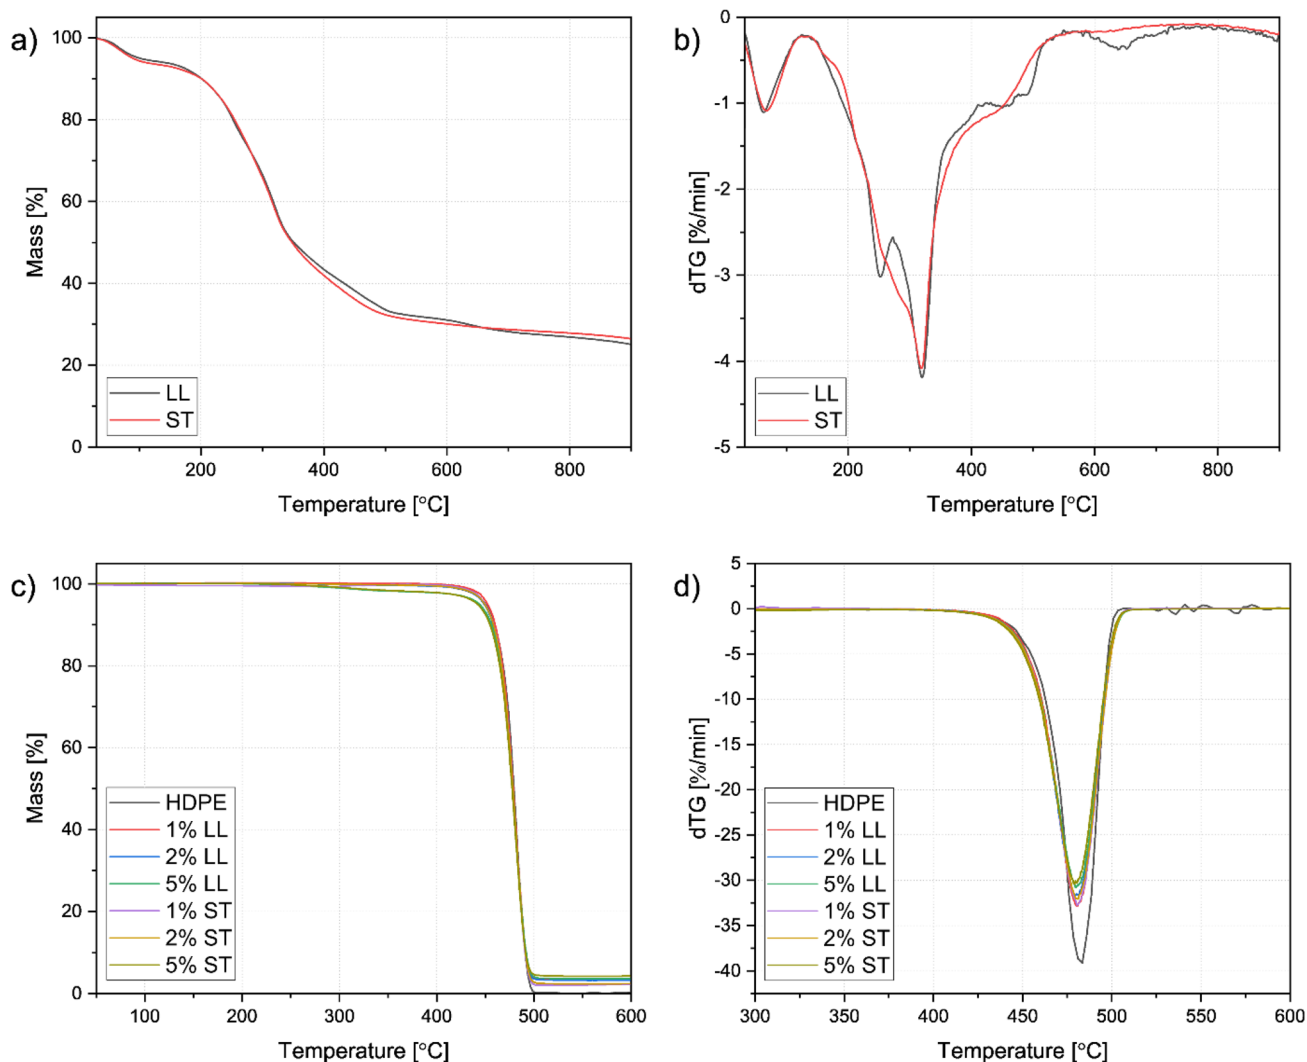 a)
100
80
60
40
20
0
Mass [%]
LL
ST
200
400
600
800
Temperature [°C]
b)
0
-1
-2
-3
-4
-5
dTG [%/min]
LL
ST
200
400
600
800
Temperature [°C]
c)
100
80
60
40
20
0
Mass [%]
HDPE
1% LL
2% LL
5% LL
1% ST
2% ST
5% ST
100
200
300
400
500
600
Temperature [°C]
d)
5
0
-5
-10
-15
-20
-25
-30
-35
-40
dTG [%/min]
HDPE
1% LL
2% LL
5% LL
1% ST
2% ST
5% ST
300
350
400
450
500
550
600
Temperature [°C]